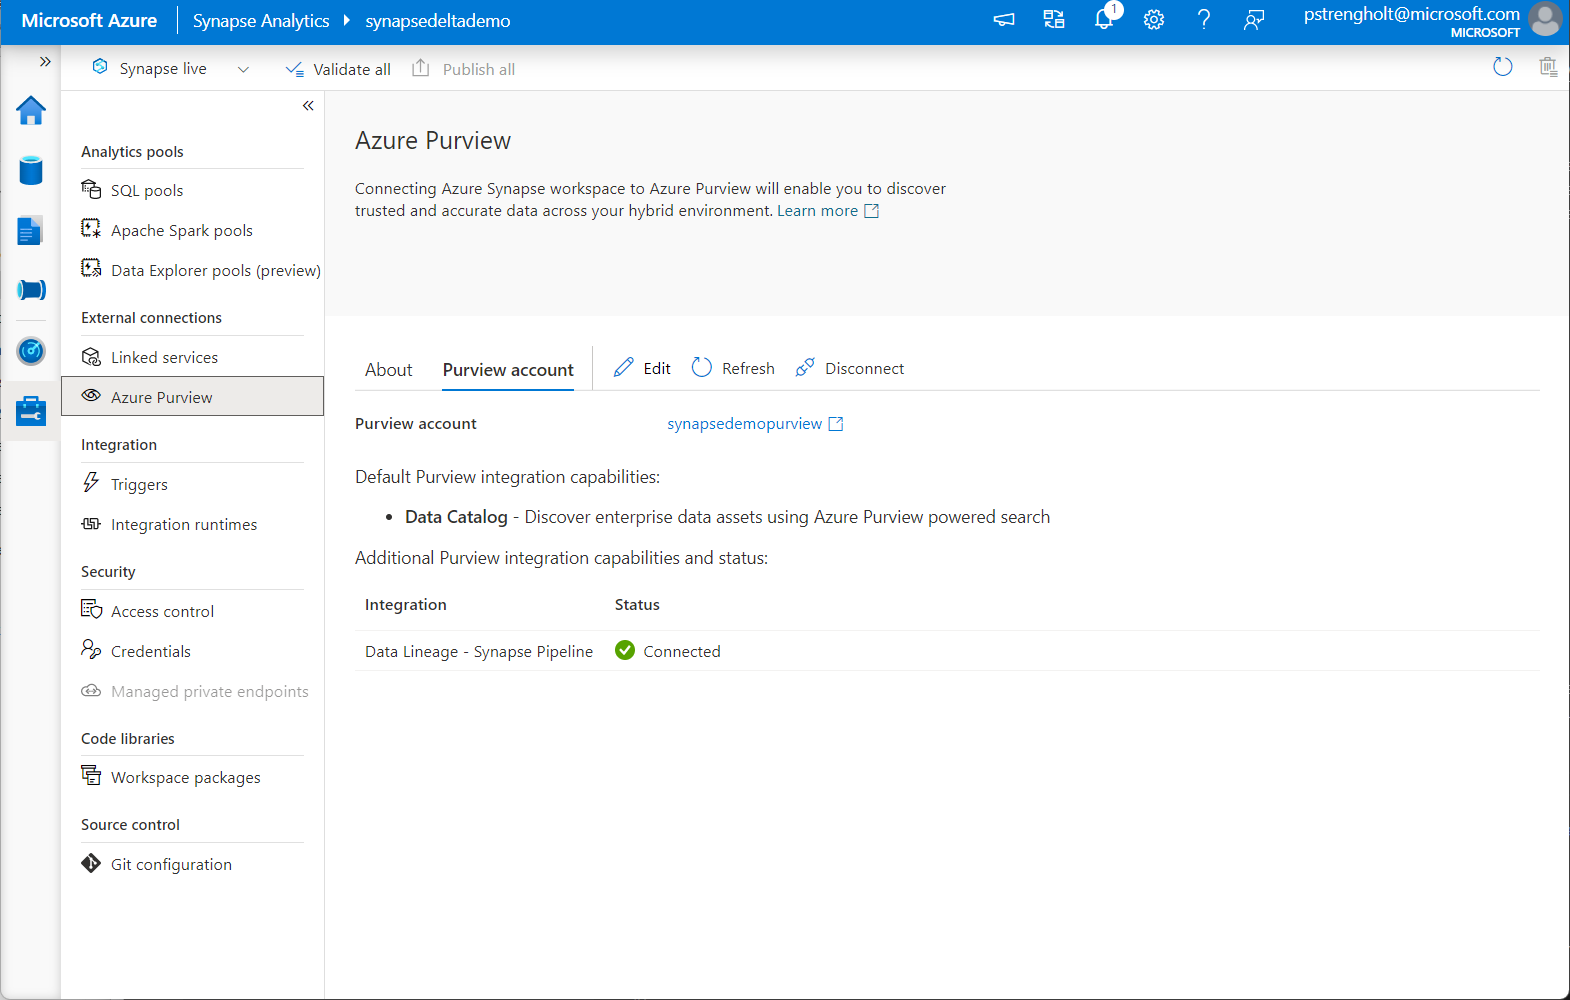 Microsoft Azure
Synapse Analytics
synapsedeltademo
1
pstrengholt@microsoft.com
MICROSOFT
Synapse live
Validate all
Publish all
Analytics pools
SQL pools
Apache Spark pools
Data Explorer pools (preview)
External connections
Linked services
Azure Purview
Integration
Triggers
Integration runtimes
Security
Access control
Credentials
Managed private endpoints
Code libraries
Workspace packages
Source control
Git configuration
Azure Purview
Connecting Azure Synapse workspace to Azure Purview will enable you to discover
trusted and accurate data across your hybrid environment. Learn more
About
Purview account
Edit
Refresh
Disconnect
Purview account
synapsedemopurview
Default Purview integration capabilities:
• Data Catalog - Discover enterprise data assets using Azure Purview powered search
Additional Purview integration capabilities and status:
Integration
Status
Data Lineage - Synapse Pipeline
Connected